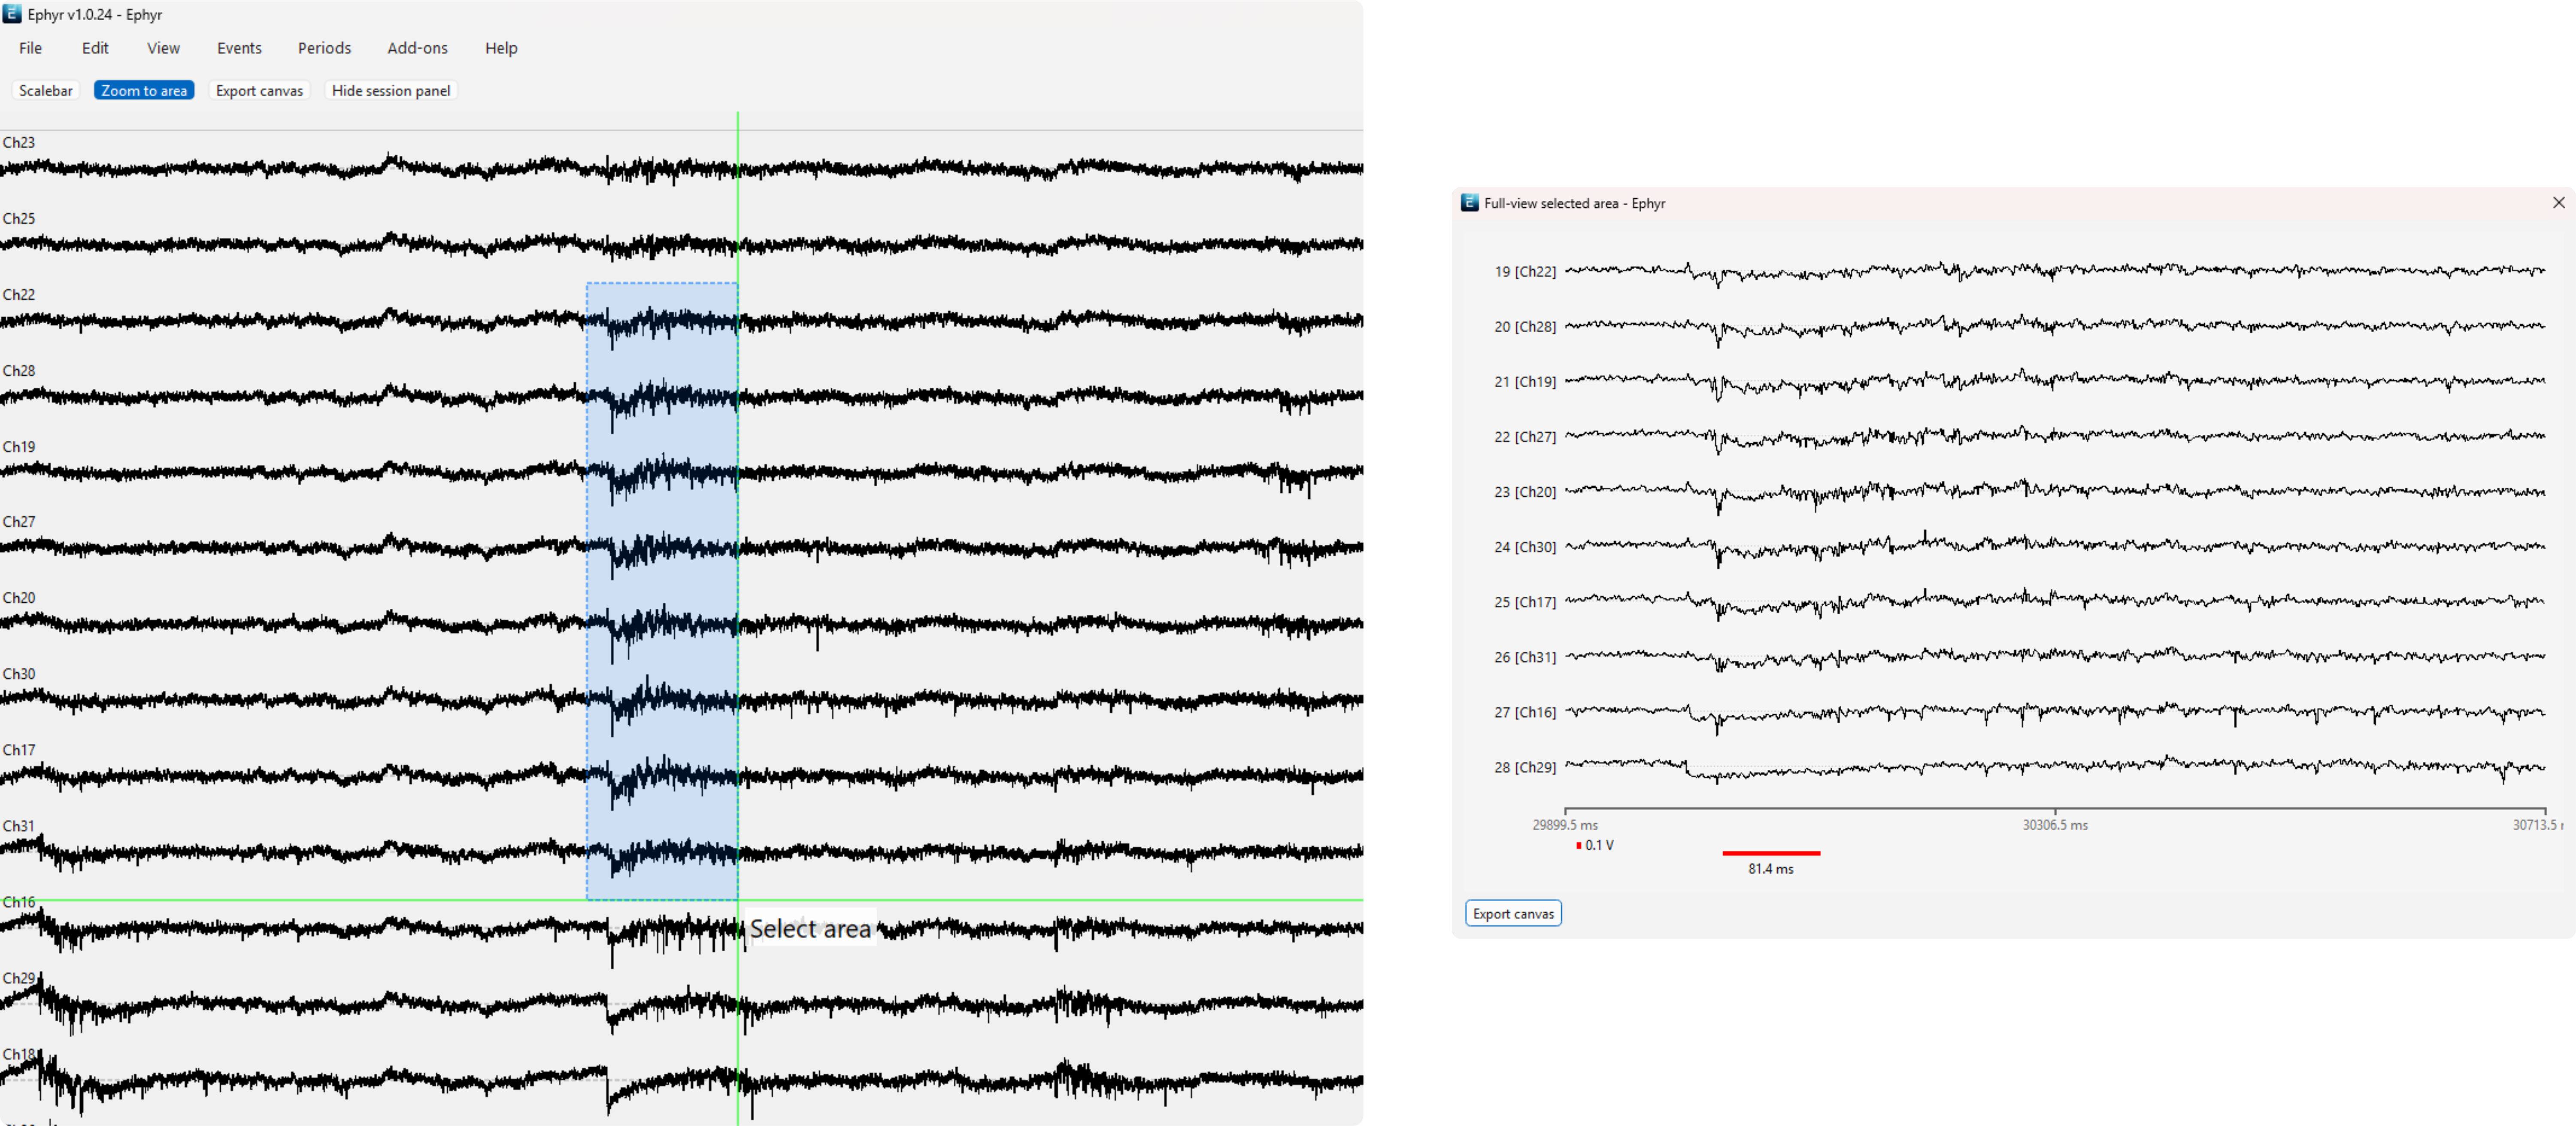 Ephyr v1.0.24 - Ephyr
File Edit View Events Periods Add-ons Help
Scalebar Zoom to area Export canvas Hide session panel
Ch23
Ch25
Ch22
Ch28
Ch19
Ch27
Ch20
Ch30
Ch17
Ch31
Ch16
Select area
Ch29
Ch18
Full-view selected area - Ephyr
19 [Ch22]
20 [Ch28]
21 [Ch19]
22 [Ch27]
23 [Ch20]
24 [Ch30]
25 [Ch17]
26 [Ch31]
27 [Ch16]
28 [Ch29]
29899.5 ms 30306.5 ms 30713.5
0.1 V
81.4 ms
Export canvas